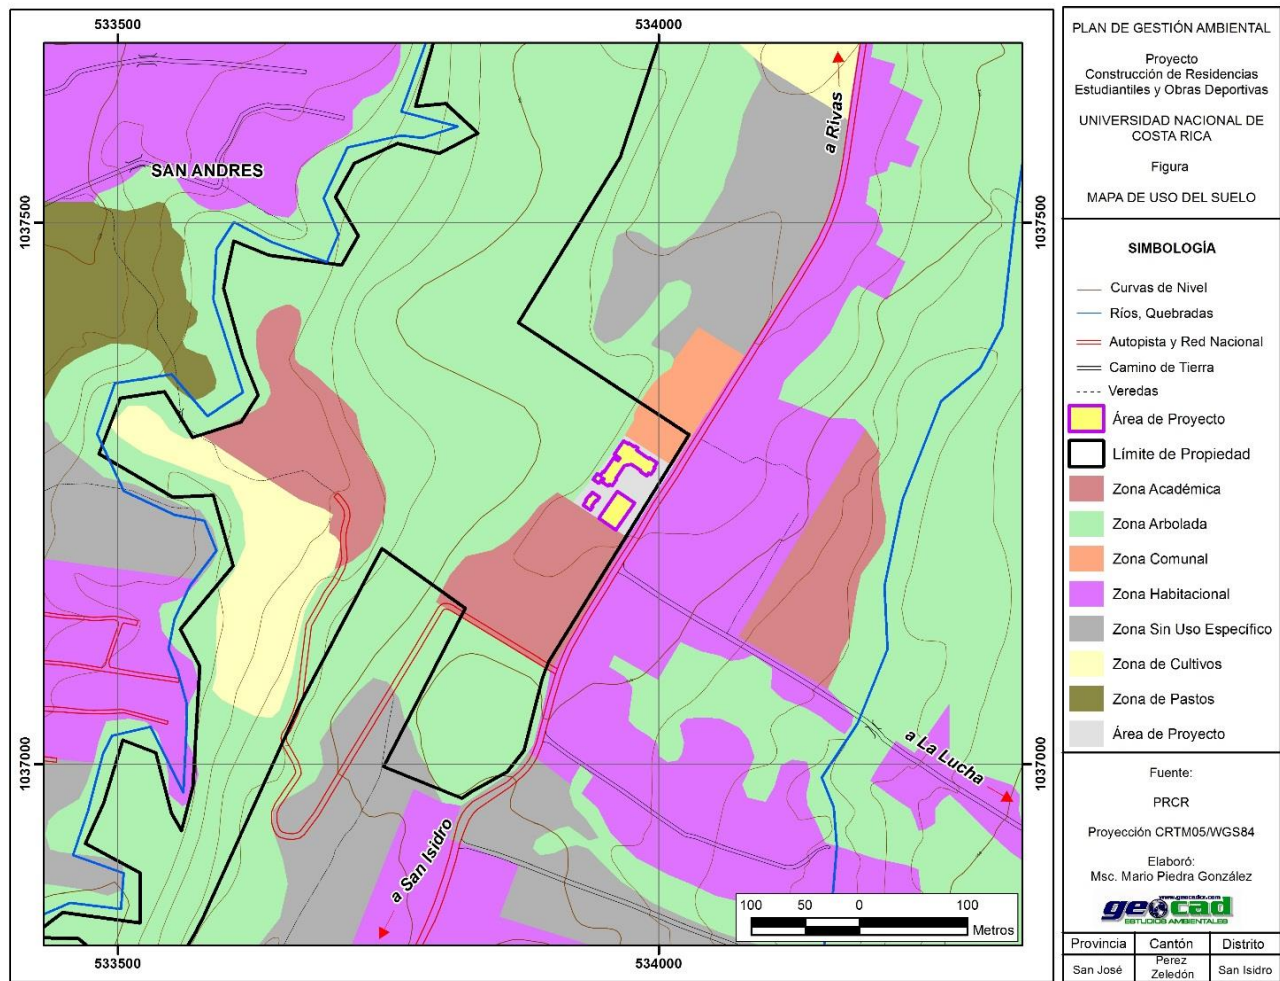 533500
534000
a Rivas
SAN ANDRES
1037500
1037500
1037000
1037000
a La Lucha
a San Isidro
100 50 0 100
Metros
533500
534000
PLAN DE GESTIÓN AMBIENTAL
Proyecto
Construcción de Residencias
Estudiantiles y Obras Deportivas
UNIVERSIDAD NACIONAL DE
COSTA RICA
Figura
MAPA DE USO DEL SUELO
SIMBOLOGÍA
Curvas de Nivel
Ríos, Quebradas
Autopista y Red Nacional
Camino de Tierra
Veredas
Área de Proyecto
Límite de Propiedad
Zona Académica
Zona Arbolada
Zona Comunal
Zona Habitacional
Zona Sin Uso Específico
Zona de Cultivos
Zona de Pastos
Área de Proyecto
Fuente:
PRCR
Proyección CRTM05/WGS84
Elaboró:
Msc. Mario Piedra González
www.geocadcr.com
geocad
ESTUDIOS AMBIENTALES
Provincia Cantón Distrito
San José Perez Zeledón San Isidro